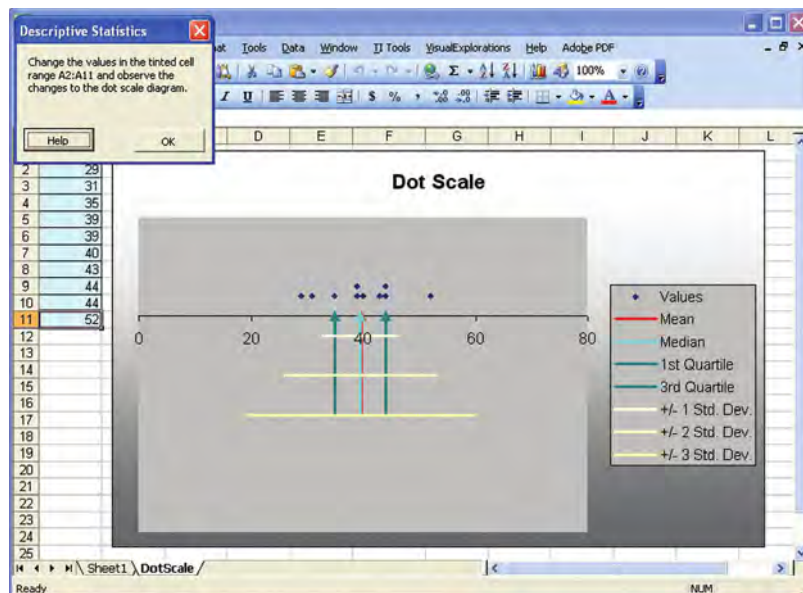 Descriptive Statistics
Change the values in the tinted cell
range A2:A11 and observe the
changes to the dot scale diagram.
Help OK
Tools Data Window TJ Tools VisualExplorations Help Adobe PDF
Σ 100%
I U $ % ,
D E F G H I J K L
2 29
3 31
4 35
5 39
6 39
7 40
8 43
9 44
10 44
11 52
12
13
14
15
16
17
18
19
20
21
22
23
24
25
Dot Scale
0 20 40 60 80
Values
Mean
Median
1st Quartile
3rd Quartile
+/- 1 Std. Dev.
+/- 2 Std. Dev.
+/- 3 Std. Dev.
Sheet1 DotScale
Ready NUM